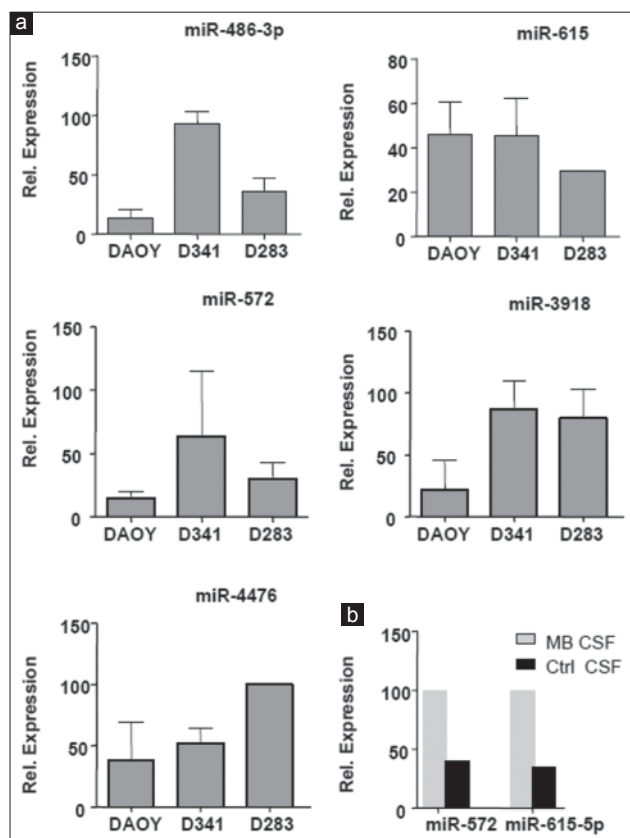 a
miR-486-3p
Rel. Expression
150
100
50
0
DAOY D341 D283
miR-615
Rel. Expression
80
60
40
20
0
DAOY D341 D283
miR-572
Rel. Expression
150
100
50
0
DAOY D341 D283
miR-3918
Rel. Expression
150
100
50
0
DAOY D341 D283
miR-4476
Rel. Expression
150
100
50
0
DAOY D341 D283
b
MB CSF
Ctrl CSF
Rel. Expression
150
100
50
0
miR-572 miR-615-5p